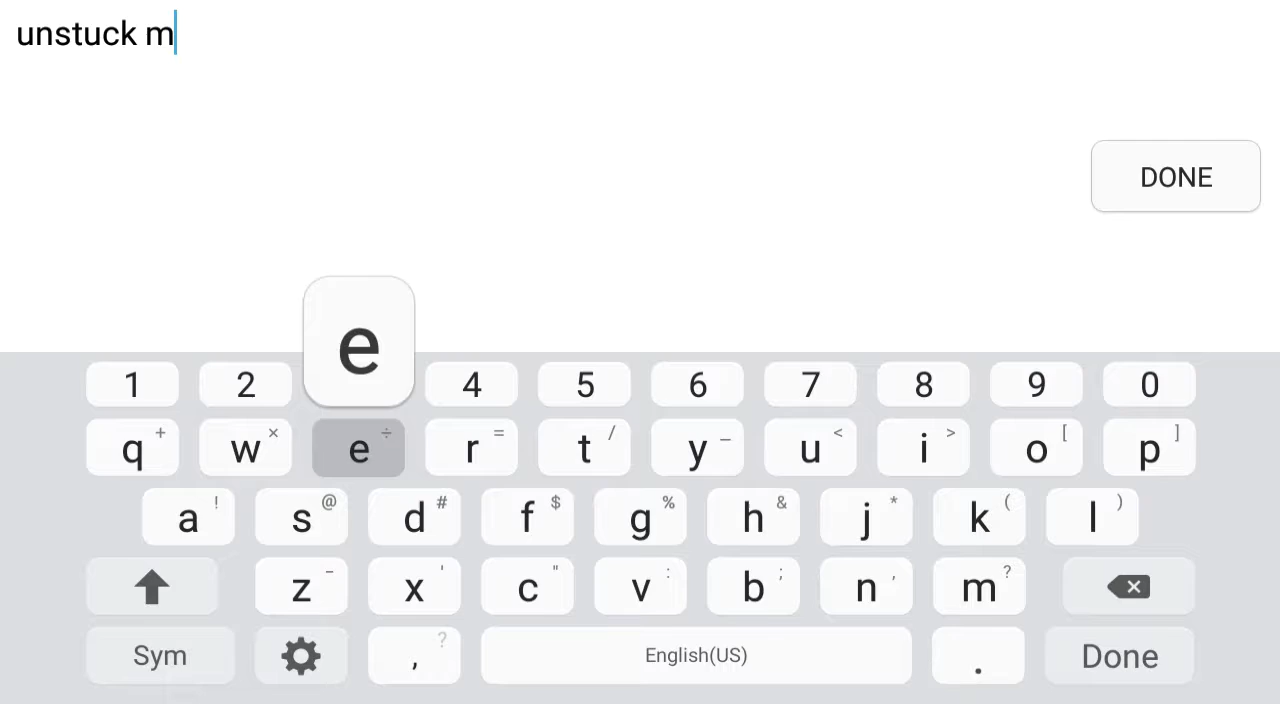 unstuck m
DONE
e
1 2 4 5 6 7 8 9 0
q + w × e ÷ r = t / y _ u < i > o [ p ]
a ! s @ d # f $ g % h & j * k ( l )
z - x ' c " v : b ; n , m ?
Sym , ? English(US) . Done